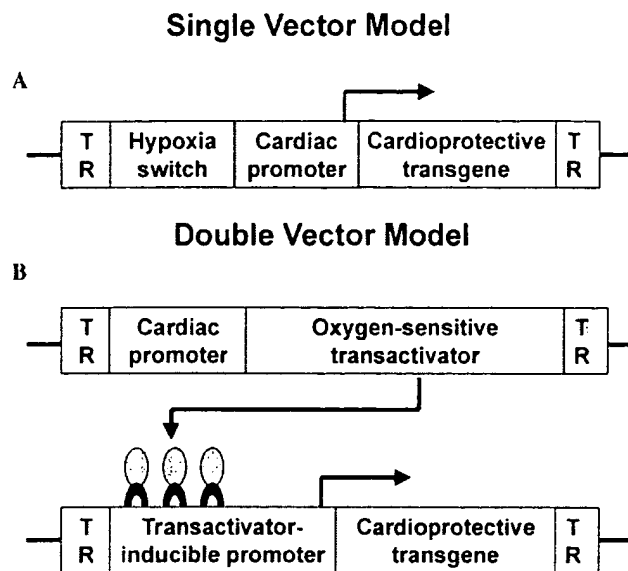 Single Vector Model
A
T R
Hypoxia switch
Cardiac promoter
Cardioprotective transgene
T R
Double Vector Model
B
T R
Cardiac promoter
Oxygen-sensitive transactivator
T R
T R
Transactivator-inducible promoter
Cardioprotective transgene
T R